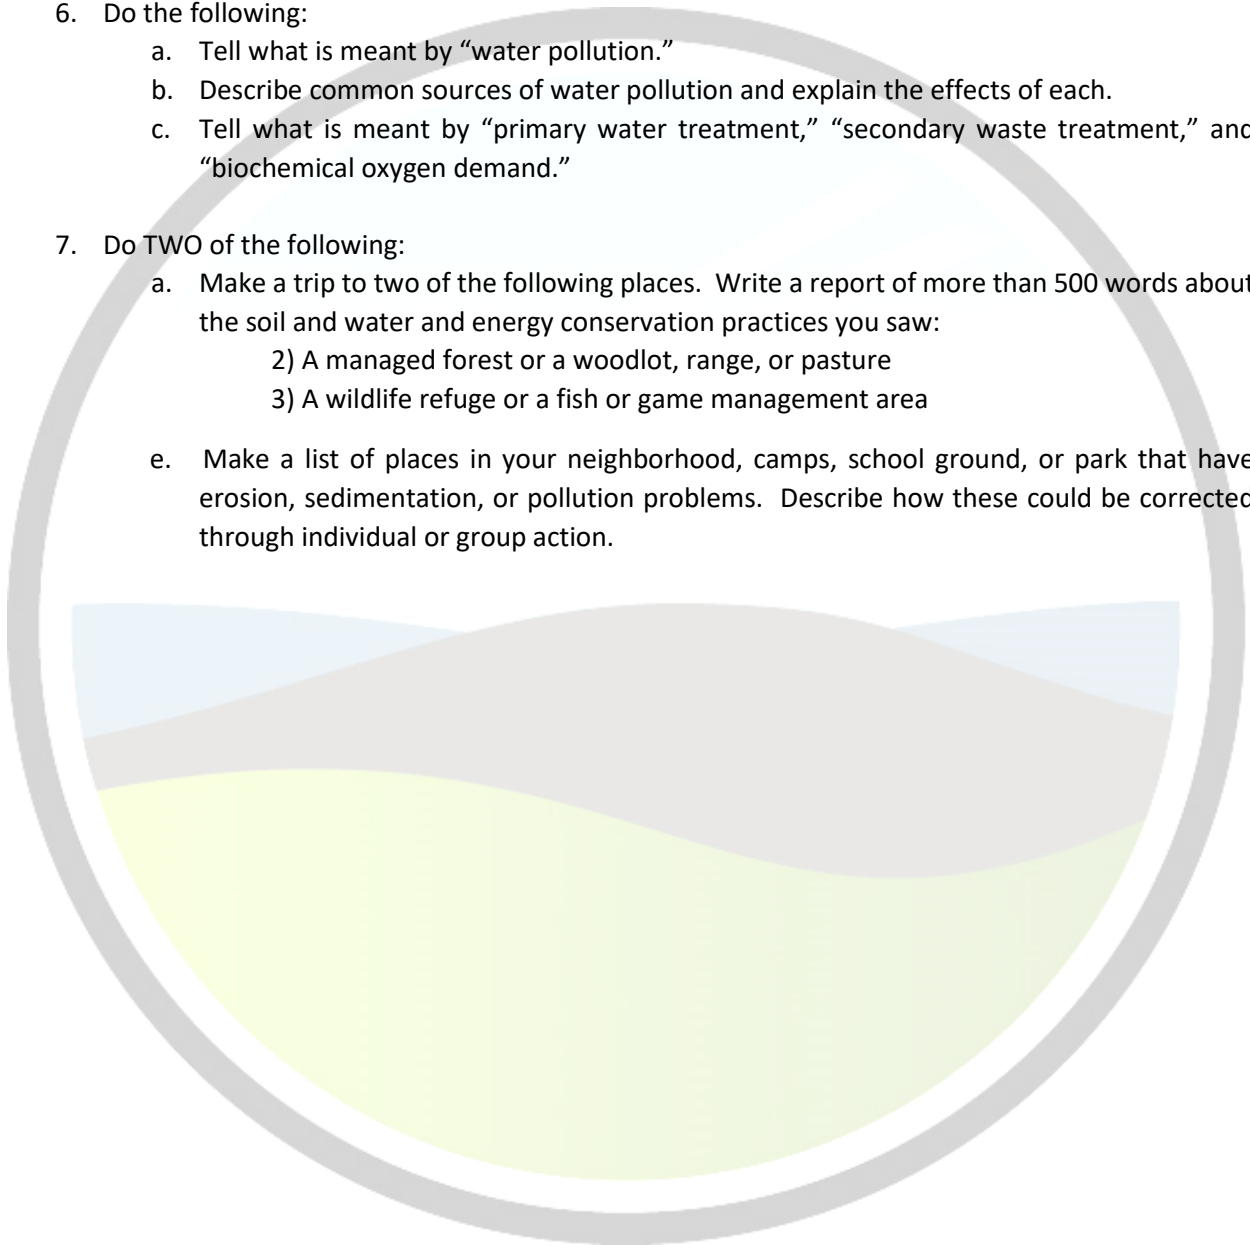 6. Do the following:
a. Tell what is meant by “water pollution.”
b. Describe common sources of water pollution and explain the effects of each.
c. Tell what is meant by “primary water treatment,” “secondary waste treatment,” and
“biochemical oxygen demand.”
7. Do TWO of the following:
a. Make a trip to two of the following places. Write a report of more than 500 words about
the soil and water and energy conservation practices you saw:
2) A managed forest or a woodlot, range, or pasture
3) A wildlife refuge or a fish or game management area
e. Make a list of places in your neighborhood, camps, school ground, or park that have
erosion, sedimentation, or pollution problems. Describe how these could be corrected
through individual or group action.